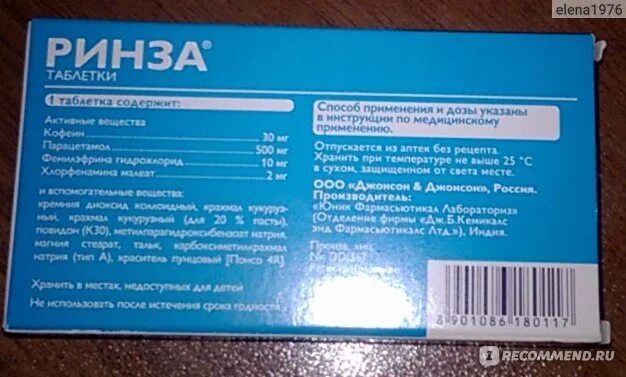 elena1976
РИНЗА®
ТАБЛЕТКИ
1 таблетка содержит:
Активные вещества
Кофеин 30 мг
Парацетамол 500 мг
Фенилэфрина гидрохлорид 10 мг
Хлорфенамина малеат 2 мг
и вспомогательные вещества:
кремния диоксид коллоидный, крахмал кукуруз-
ный, крахмал кукурузный (для 20 % пасты),
повидон (К30), метилпарагидроксибензоат натрия,
магния стеарат, тальк, карбоксиметилкрахмал
натрия (тип А), краситель пунцовый [Понсо 4R].
Хранить в местах, недоступных для детей
Не использовать после истечения срока годности
Способ применения и дозы указаны
в инструкции по медицинскому
применению.
Отпускается из аптек без рецепта.
Хранить при температуре не выше 25 °С
в сухом, защищенном от света месте.
ООО «Джонсон & Джонсон», Россия.
Производитель:
«Юник Фармасьютикал Лабораториз»
(Отделение фирмы «Дж.Б.Кемикалс
энд Фармасьютикалс Лтд.»), Индия.
Произв. лиц.
№
8 901086 180117
RECOMMEND.RU